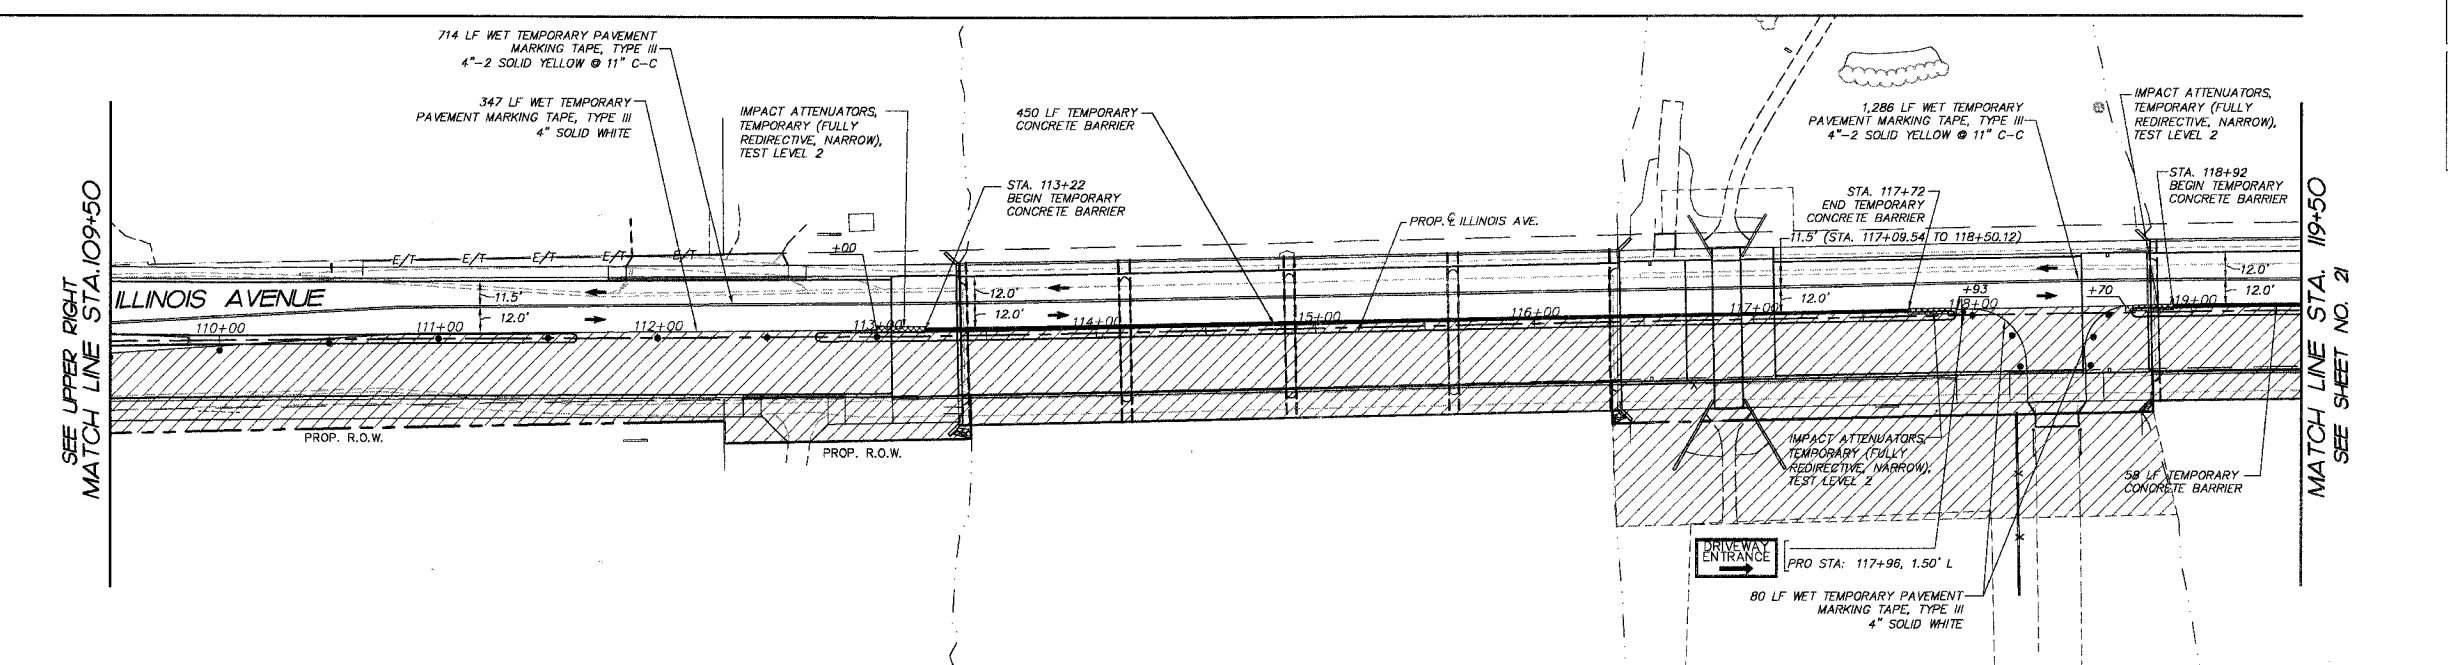 714 LF WET TEMPORARY PAVEMENT
MARKING TAPE, TYPE III
4"-2 SOLID YELLOW @ 11" C-C
347 LF WET TEMPORARY
PAVEMENT MARKING TAPE, TYPE III
4" SOLID WHITE
IMPACT ATTENUATORS,
TEMPORARY (FULLY
REDIRECTIVE, NARROW),
TEST LEVEL 2
450 LF TEMPORARY
CONCRETE BARRIER
STA. 113+22
BEGIN TEMPORARY
CONCRETE BARRIER
PROP. ℄ ILLINOIS AVE.
1,286 LF WET TEMPORARY
PAVEMENT MARKING TAPE, TYPE III
4"-2 SOLID YELLOW @ 11" C-C
STA. 117+72
END TEMPORARY
CONCRETE BARRIER
11.5' (STA. 117+09.54 TO 118+50.12)
IMPACT ATTENUATORS,
TEMPORARY (FULLY
REDIRECTIVE, NARROW),
TEST LEVEL 2
STA. 118+92
BEGIN TEMPORARY
CONCRETE BARRIER
SEE UPPER RIGHT
MATCH LINE STA. 109+50
E/T E/T E/T E/T
+00
ILLINOIS AVENUE
11.5'
12.0'
12.0'
12.0'
12.0'
+93
+70
12.0'
12.0'
110+00
111+00
112+00
113+00
114+00
115+00
116+00
117+00
118+00
119+00
MATCH LINE STA. 119+50
SEE SHEET NO. 21
PROP. R.O.W.
PROP. R.O.W.
IMPACT ATTENUATORS,
TEMPORARY (FULLY
REDIRECTIVE, NARROW),
TEST LEVEL 2
58 LF TEMPORARY
CONCRETE BARRIER
DRIVEWAY
ENTRANCE
PRO STA: 117+96, 1.50' L
80 LF WET TEMPORARY PAVEMENT
MARKING TAPE, TYPE III
4" SOLID WHITE